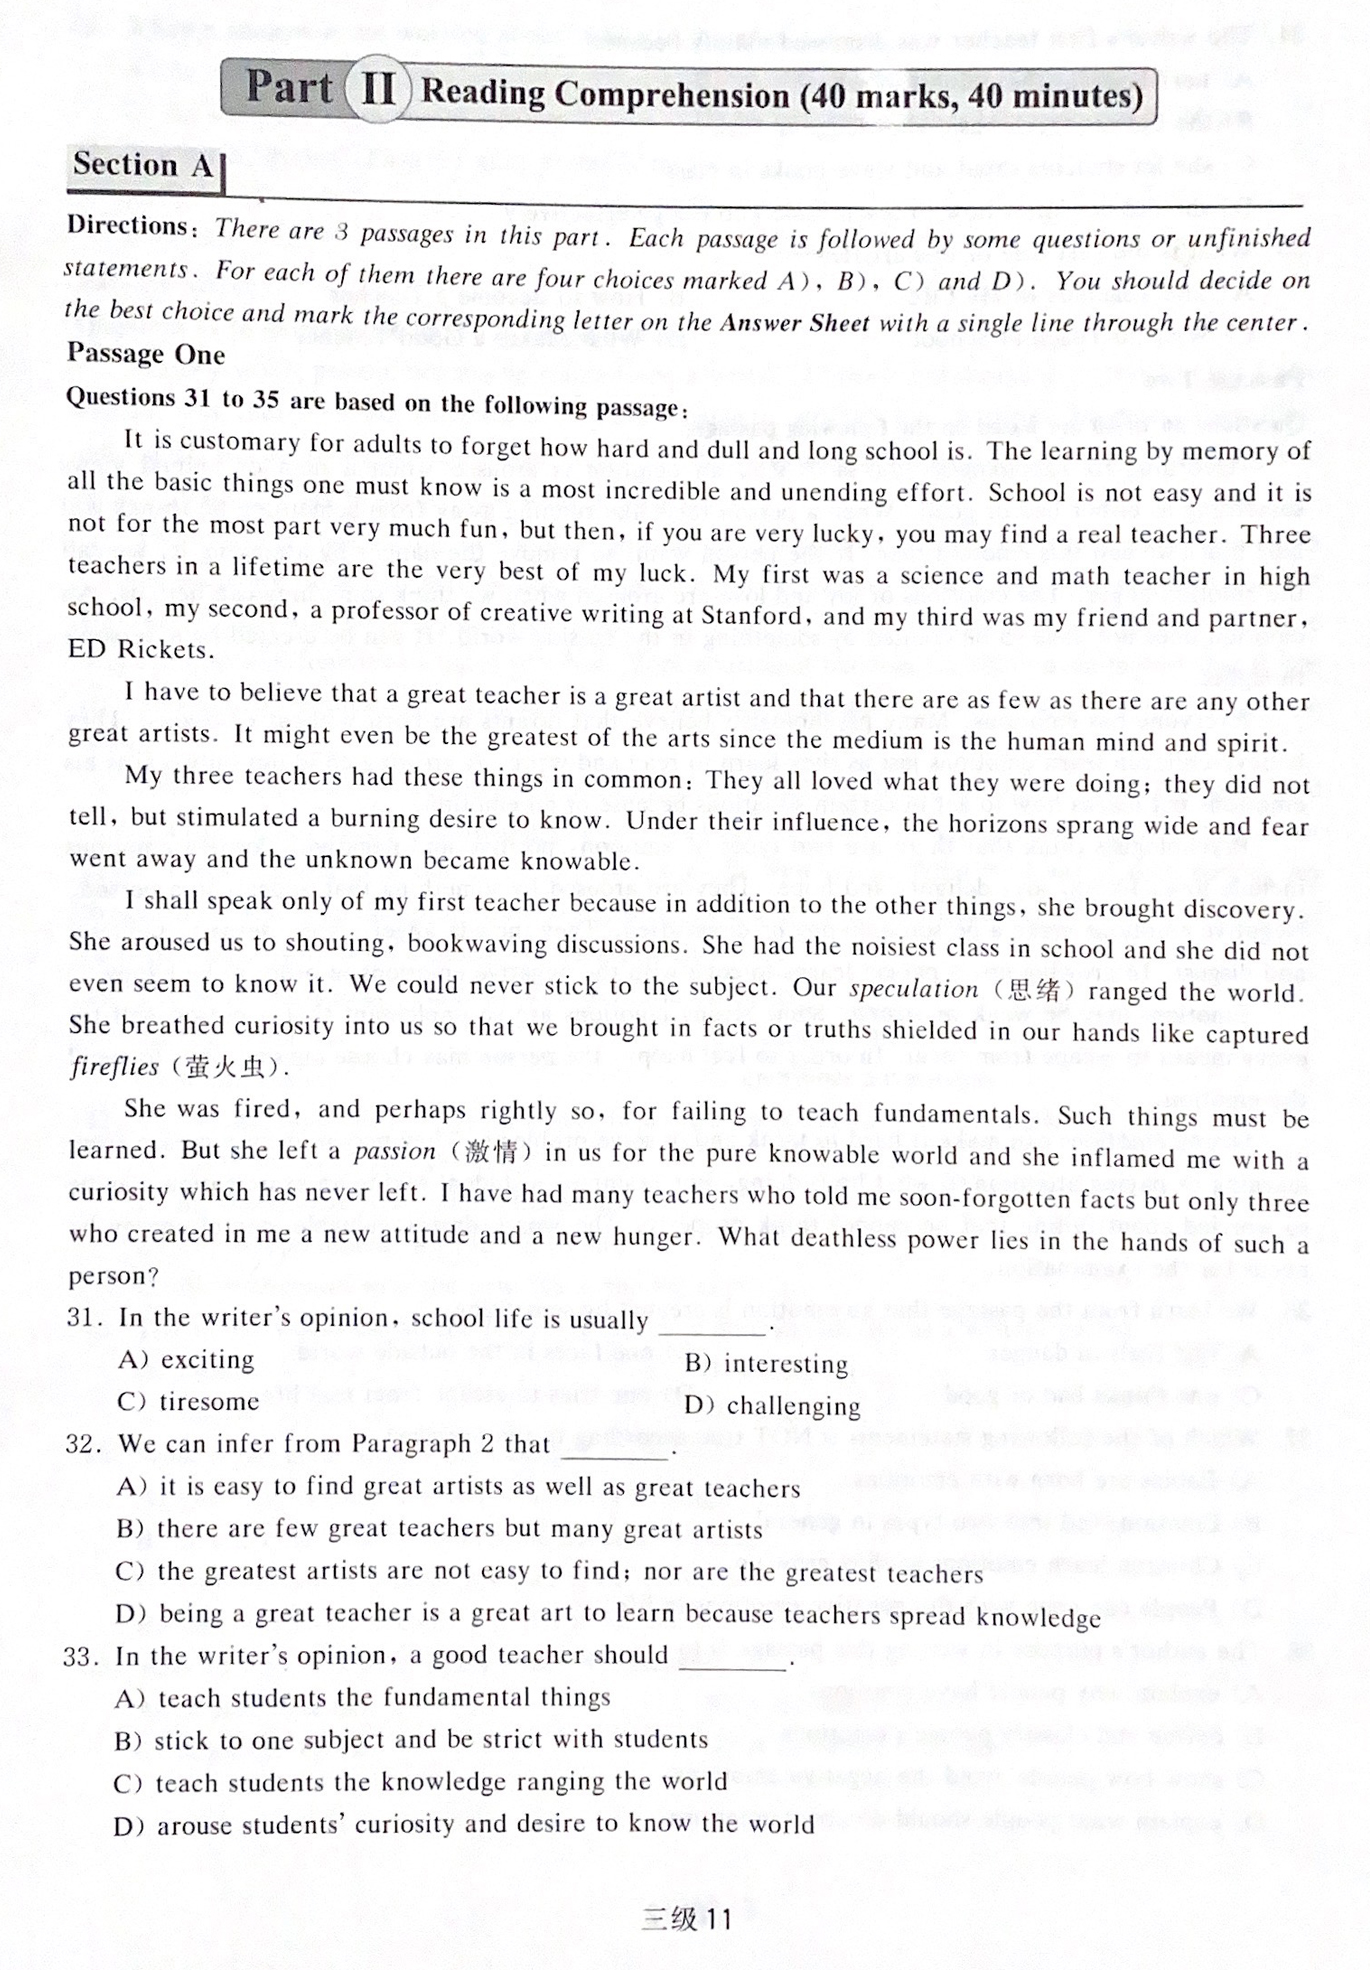 Part II Reading Comprehension (40 marks, 40 minutes)
Section A
Directions: There are 3 passages in this part. Each passage is followed by some questions or unfinished
statements. For each of them there are four choices marked A), B), C) and D). You should decide on
the best choice and mark the corresponding letter on the Answer Sheet with a single line through the center.
Passage One
Questions 31 to 35 are based on the following passage:
It is customary for adults to forget how hard and dull and long school is. The learning by memory of
all the basic things one must know is a most incredible and unending effort. School is not easy and it is
not for the most part very much fun, but then, if you are very lucky, you may find a real teacher. Three
teachers in a lifetime are the very best of my luck. My first was a science and math teacher in high
school, my second, a professor of creative writing at Stanford, and my third was my friend and partner,
ED Rickets.
I have to believe that a great teacher is a great artist and that there are as few as there are any other
great artists. It might even be the greatest of the arts since the medium is the human mind and spirit.
My three teachers had these things in common: They all loved what they were doing; they did not
tell, but stimulated a burning desire to know. Under their influence, the horizons sprang wide and fear
went away and the unknown became knowable.
I shall speak only of my first teacher because in addition to the other things, she brought discovery.
She aroused us to shouting, bookwaving discussions. She had the noisiest class in school and she did not
even seem to know it. We could never stick to the subject. Our speculation (思绪) ranged the world.
She breathed curiosity into us so that we brought in facts or truths shielded in our hands like captured
fireflies (萤火虫).
She was fired, and perhaps rightly so, for failing to teach fundamentals. Such things must be
learned. But she left a passion (激情) in us for the pure knowable world and she inflamed me with a
curiosity which has never left. I have had many teachers who told me soon-forgotten facts but only three
who created in me a new attitude and a new hunger. What deathless power lies in the hands of such a
person?
31. In the writer's opinion, school life is usually ________.
A) exciting B) interesting
C) tiresome D) challenging
32. We can infer from Paragraph 2 that ________.
A) it is easy to find great artists as well as great teachers
B) there are few great teachers but many great artists
C) the greatest artists are not easy to find; nor are the greatest teachers
D) being a great teacher is a great art to learn because teachers spread knowledge
33. In the writer's opinion, a good teacher should ________.
A) teach students the fundamental things
B) stick to one subject and be strict with students
C) teach students the knowledge ranging the world
D) arouse students' curiosity and desire to know the world
三级 11